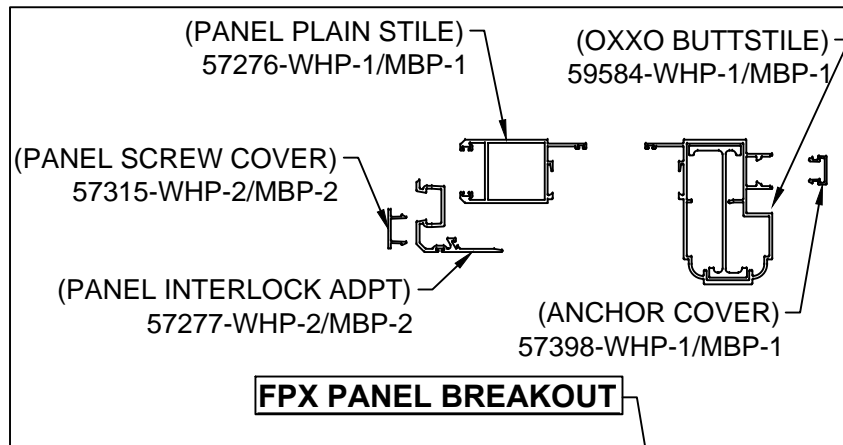 (PANEL PLAIN STILE)
57276-WHP-1/MBP-1
(OXXO BUTTSTILE)
59584-WHP-1/MBP-1
(PANEL SCREW COVER)
57315-WHP-2/MBP-2
(PANEL INTERLOCK ADPT)
57277-WHP-2/MBP-2
(ANCHOR COVER)
57398-WHP-1/MBP-1
FPX PANEL BREAKOUT